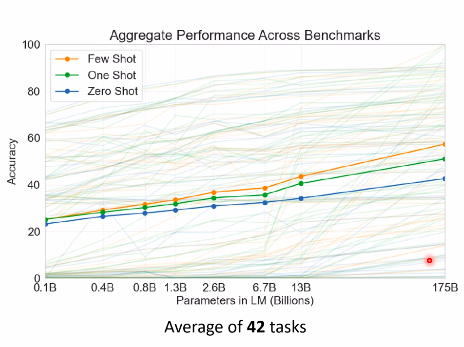 Aggregate Performance Across Benchmarks
100
80
60
40
20
0
Accuracy
Few Shot
One Shot
Zero Shot
0.1B 0.4B 0.8B 1.3B 2.6B 6.7B 13B 175B
Parameters in LM (Billions)
Average of 42 tasks